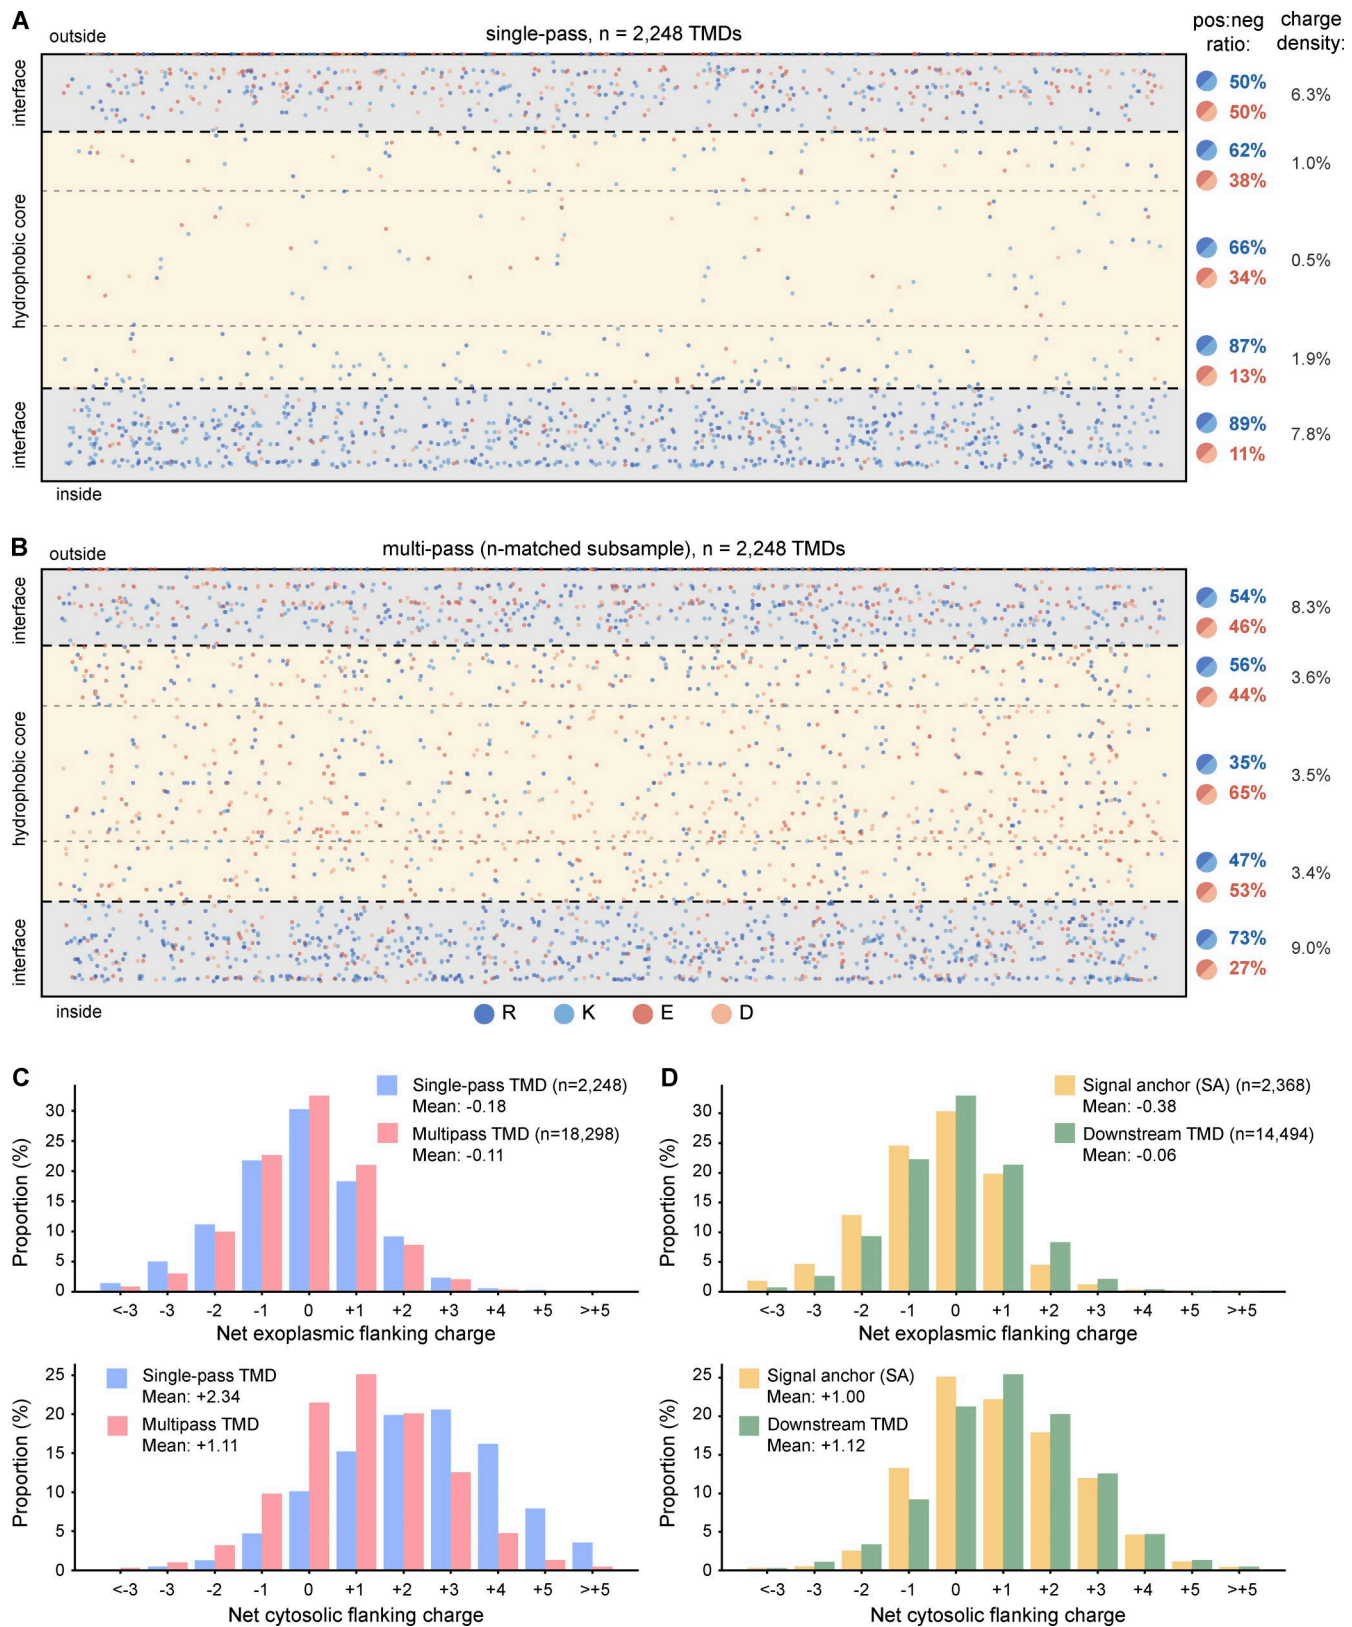 A
outside
single-pass, n = 2,248 TMDs
pos:neg
ratio:
charge
density:
interface
hydrophobic core
interface
50%
50%
6.3%
62%
38%
1.0%
66%
34%
0.5%
87%
13%
1.9%
89%
11%
7.8%
inside
B
outside
multi-pass (n-matched subsample), n = 2,248 TMDs
interface
hydrophobic core
interface
54%
46%
8.3%
56%
44%
3.6%
35%
65%
3.5%
47%
53%
3.4%
73%
27%
9.0%
inside
R K E D
C
Single-pass TMD (n=2,248)
Mean: -0.18
Multipass TMD (n=18,298)
Mean: -0.11
Proportion (%)
30
25
20
15
10
5
0
<-3 -3 -2 -1 0 +1 +2 +3 +4 +5 >+5
Net exoplasmic flanking charge
Single-pass TMD
Mean: +2.34
Multipass TMD
Mean: +1.11
Proportion (%)
25
20
15
10
5
0
<-3 -3 -2 -1 0 +1 +2 +3 +4 +5 >+5
Net cytosolic flanking charge
D
Signal anchor (SA) (n=2,368)
Mean: -0.38
Downstream TMD (n=14,494)
Mean: -0.06
Proportion (%)
30
25
20
15
10
5
0
<-3 -3 -2 -1 0 +1 +2 +3 +4 +5 >+5
Net exoplasmic flanking charge
Signal anchor (SA)
Mean: +1.00
Downstream TMD
Mean: +1.12
Proportion (%)
25
20
15
10
5
0
<-3 -3 -2 -1 0 +1 +2 +3 +4 +5 >+5
Net cytosolic flanking charge